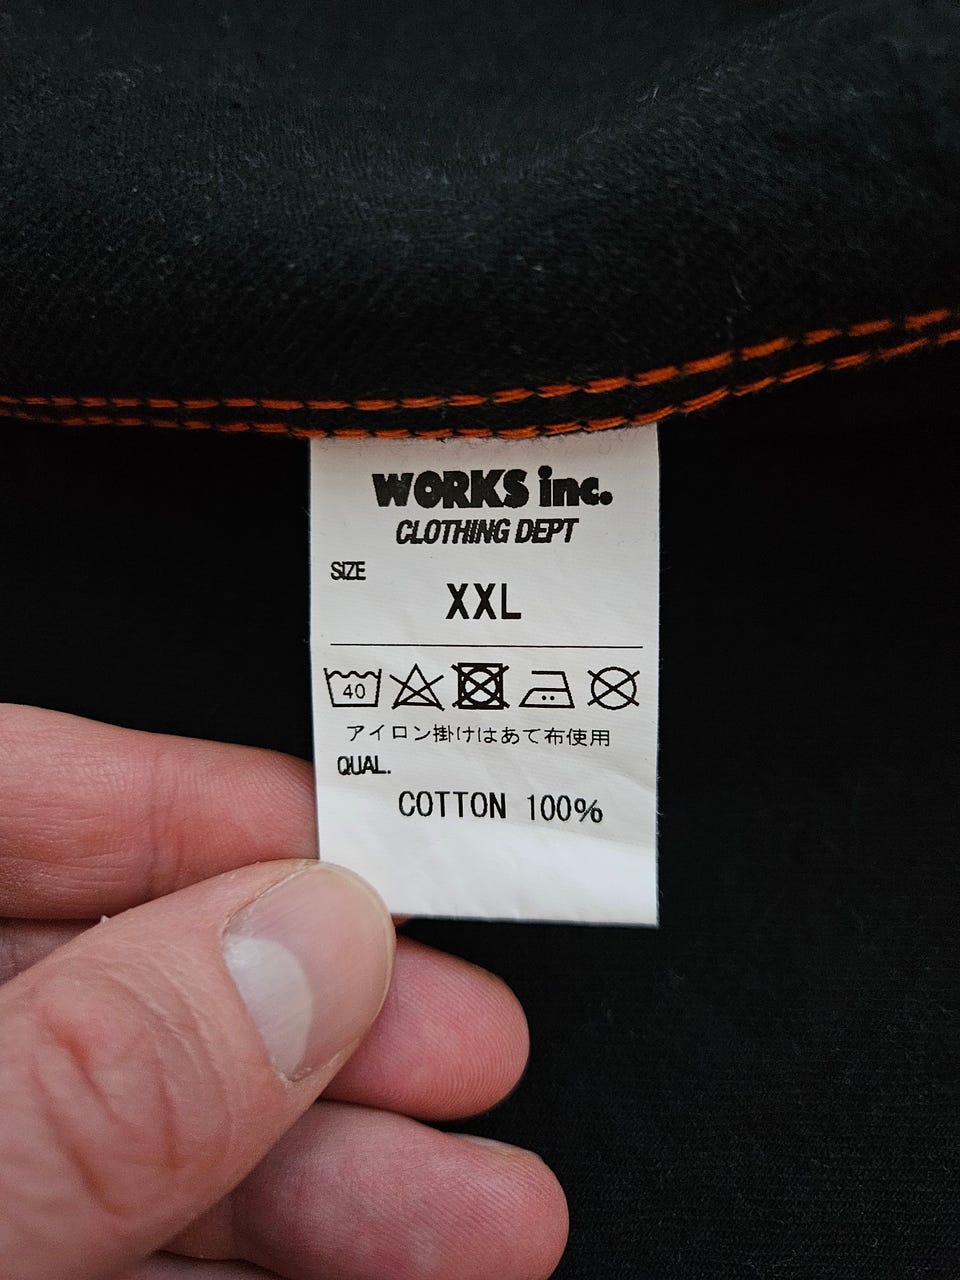 WORKS inc.
CLOTHING DEPT
SIZE
XXL
40
アイロン掛けはあて布使用
QUAL.
COTTON 100%